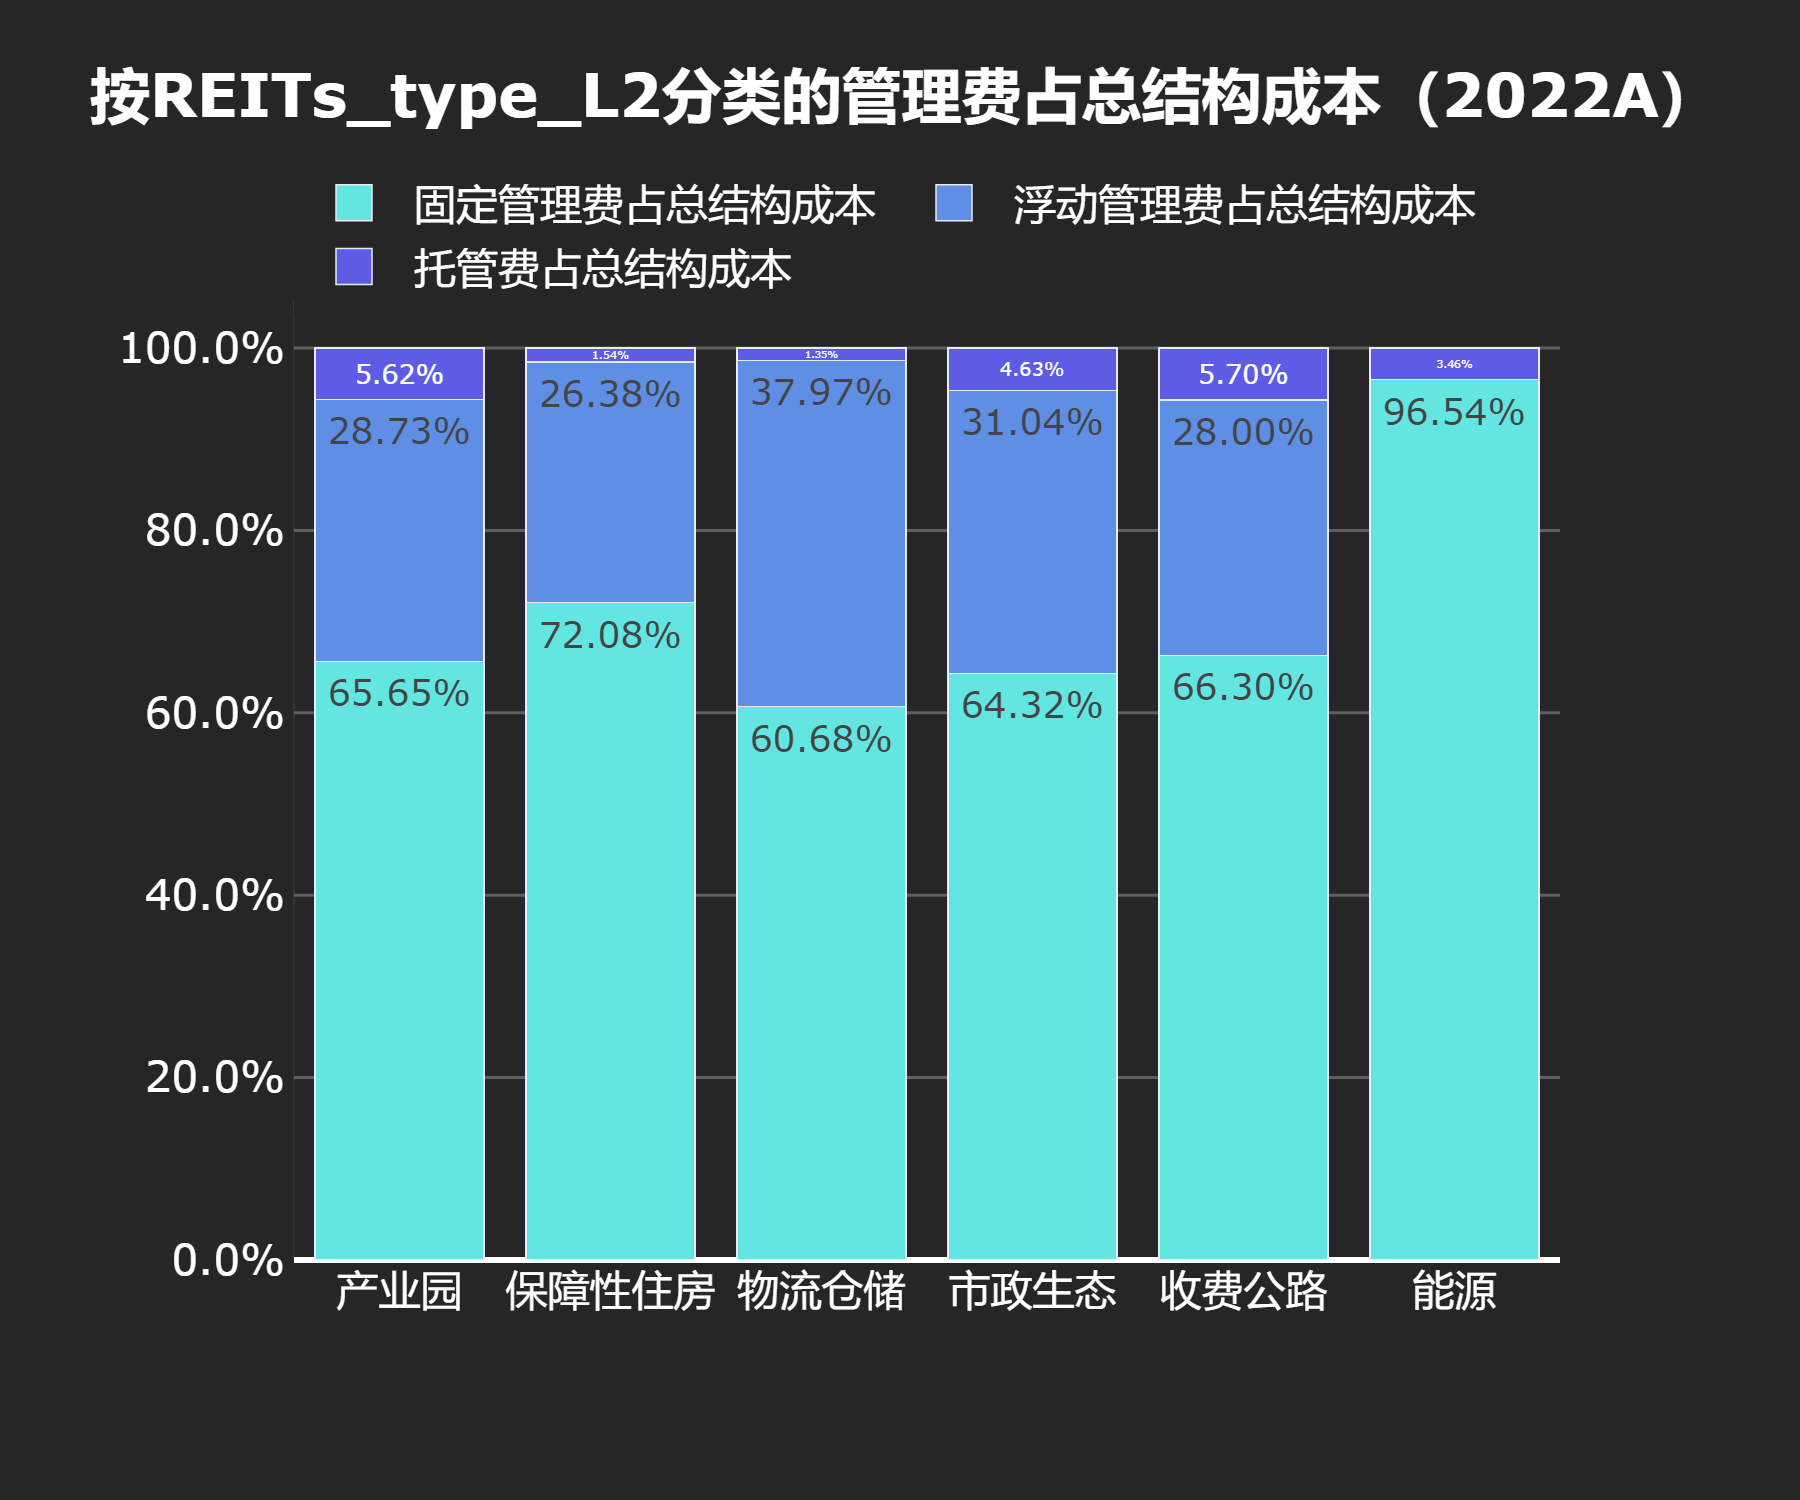 按REITs_type_L2分类的管理费占总结构成本（2022A）
固定管理费占总结构成本 浮动管理费占总结构成本
托管费占总结构成本
100.0%
80.0%
60.0%
40.0%
20.0%
0.0%
5.62% 1.54% 1.35% 4.63% 5.70% 3.46%
28.73% 26.38% 37.97% 31.04% 28.00% 96.54%
65.65% 72.08% 60.68% 64.32% 66.30%
产业园 保障性住房 物流仓储 市政生态 收费公路 能源